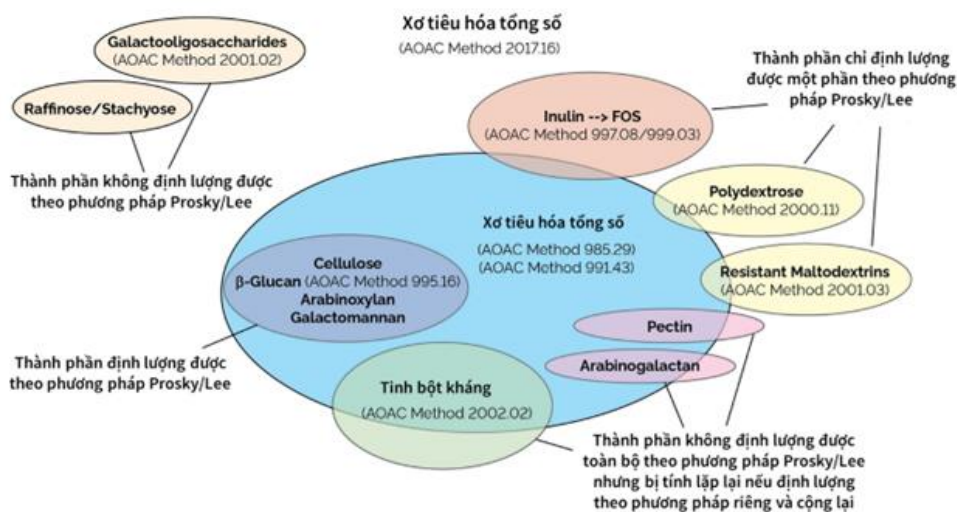 Xơ tiêu hóa tổng số
(AOAC Method 2017.16)
Galactooligosaccharides
(AOAC Method 2001.02)
Raffinose/Stachyose
Thành phần không định lượng được
theo phương pháp Prosky/Lee
Thành phần chỉ định lượng
được một phần theo phương
pháp Prosky/Lee
Inulin --> FOS
(AOAC Method 997.08/999.03)
Polydextrose
(AOAC Method 2000.11)
Resistant Maltodextrins
(AOAC Method 2001.03)
Xơ tiêu hóa tổng số
(AOAC Method 985.29)
(AOAC Method 991.43)
Cellulose
β-Glucan (AOAC Method 995.16)
Arabinoxylan
Galactomannan
Pectin
Arabinogalactan
Thành phần định lượng được
theo phương pháp Prosky/Lee
Tinh bột kháng
(AOAC Method 2002.02)
Thành phần không định lượng được
toàn bộ theo phương pháp Prosky/Lee
nhưng bị tính lặp lại nếu định lượng
theo phương pháp riêng và cộng lại